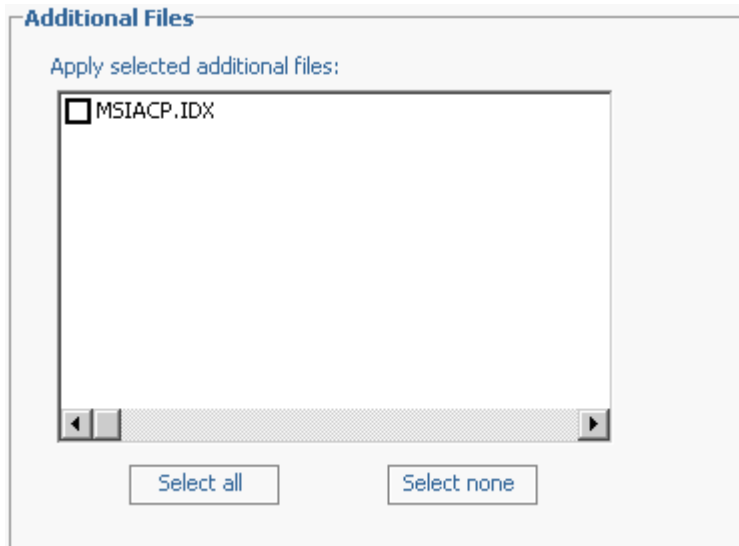 Additional Files
Apply selected additional files:
MSIACP.IDX
Select all
Select none